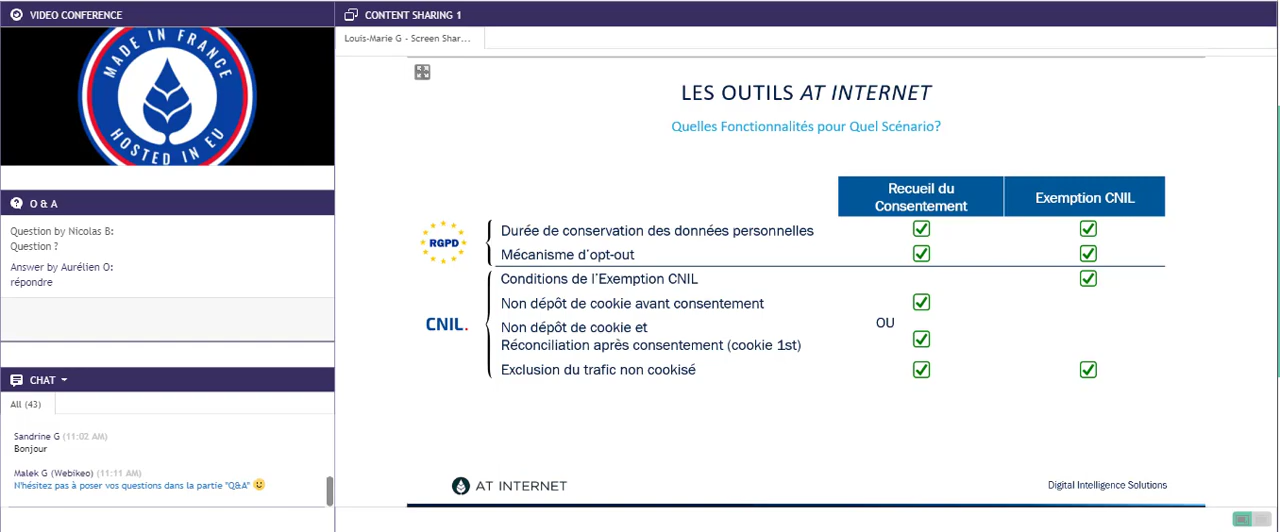 VIDEO CONFERENCE
MADE IN FRANCE
HOSTED IN EU
Q & A
Question by Nicolas B:
Question ?
Answer by Aurélien O:
répondre
CHAT
All (43)
Sandrine G (11:02 AM)
Bonjour
Malek G (Webikeo) (11:11 AM)
N'hésitez pas à poser vos questions dans la partie "Q&A"
CONTENT SHARING 1
Louis-Marie G - Screen Shar...
LES OUTILS AT INTERNET
Quelles Fonctionnalités pour Quel Scénario?
Recueil du
Consentement
Exemption CNIL
RGPD
Durée de conservation des données personnelles
Mécanisme d'opt-out
CNIL.
Conditions de l'Exemption CNIL
Non dépôt de cookie avant consentement
OU
Non dépôt de cookie et
Réconciliation après consentement (cookie 1st)
Exclusion du trafic non cookisé
AT INTERNET
Digital Intelligence Solutions